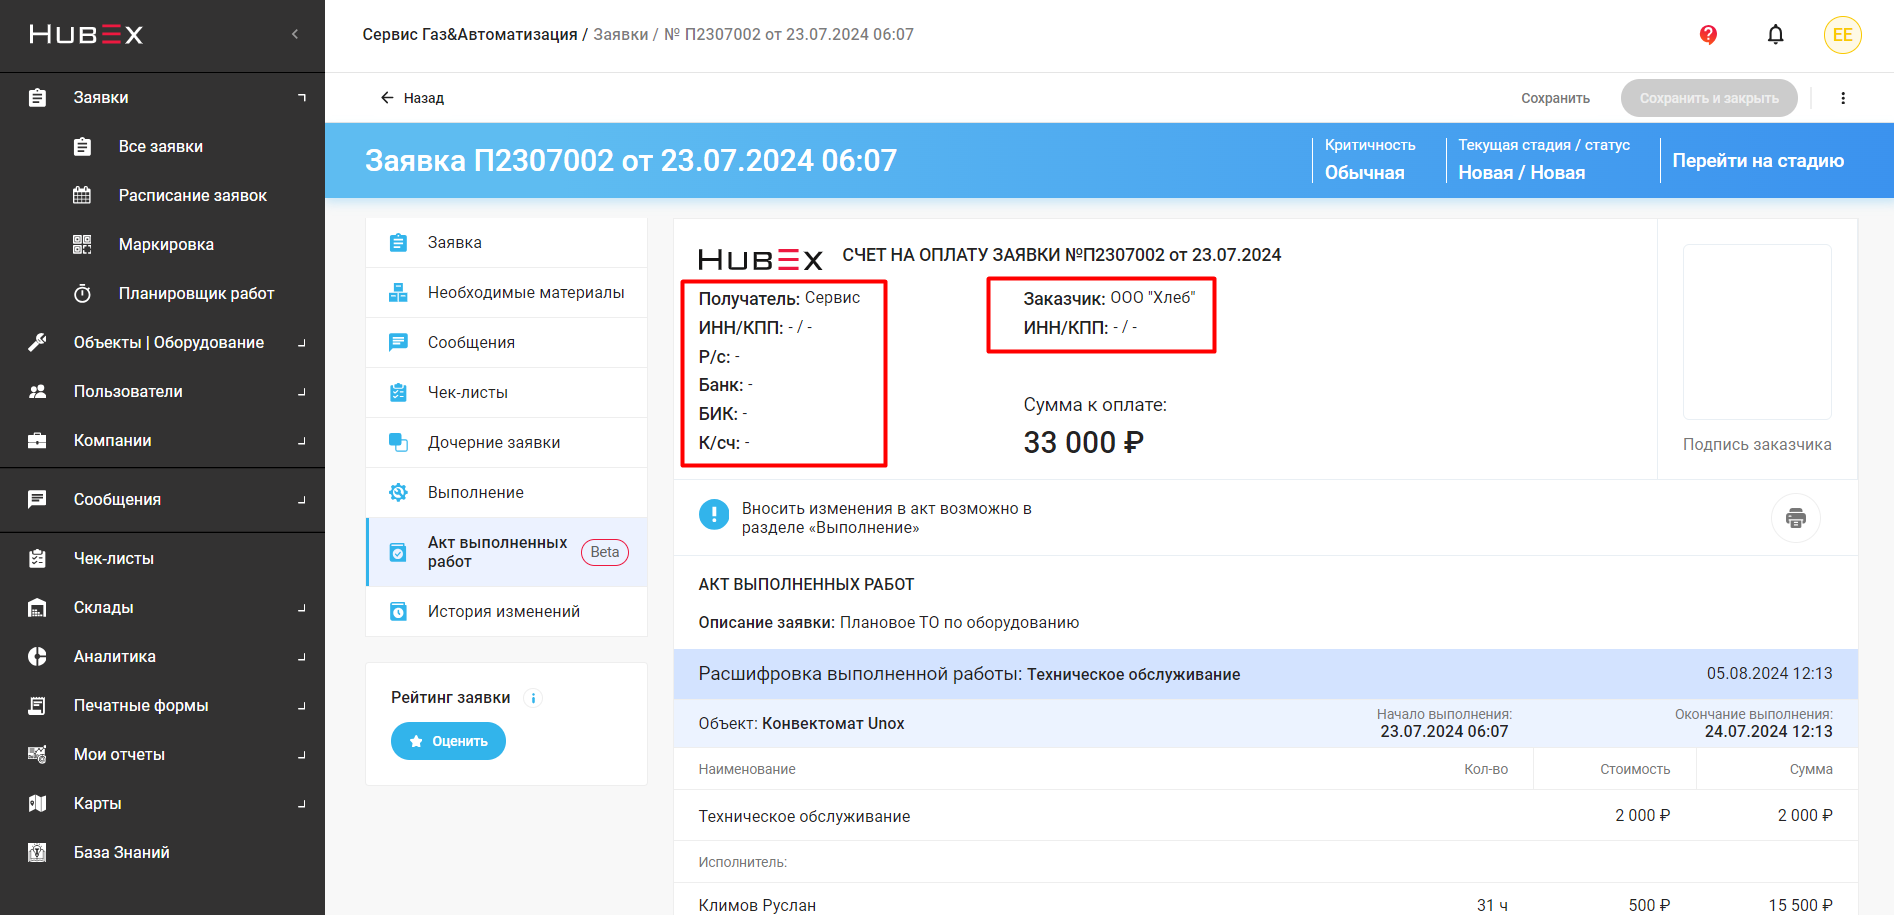 HUBEX
Сервис Газ&Автоматизация / Заявки / № П2307002 от 23.07.2024 06:07
?
EE
Заявки
Все заявки
Расписание заявок
Маркировка
Планировщик работ
Объекты | Оборудование
Пользователи
Компании
Сообщения
Чек-листы
Склады
Аналитика
Печатные формы
Мои отчеты
Карты
База Знаний
Назад
Сохранить
Сохранить и закрыть
Заявка П2307002 от 23.07.2024 06:07
Критичность
Обычная
Текущая стадия / статус
Новая / Новая
Перейти на стадию
Заявка
Необходимые материалы
Сообщения
Чек-листы
Дочерние заявки
Выполнение
Акт выполненных
работ
Beta
История изменений
Рейтинг заявки
Оценить
HUBEX
СЧЕТ НА ОПЛАТУ ЗАЯВКИ №П2307002 от 23.07.2024
Получатель: Сервис
ИНН/КПП: - / -
Р/с: -
Банк: -
БИК: -
К/сч: -
Заказчик: ООО "Хлеб"
ИНН/КПП: - / -
Сумма к оплате:
33 000 ₽
Подпись заказчика
Вносить изменения в акт возможно в
разделе «Выполнение»
АКТ ВЫПОЛНЕННЫХ РАБОТ
Описание заявки: Плановое ТО по оборудованию
Расшифровка выполненной работы: Техническое обслуживание
05.08.2024 12:13
Объект: Конвектомат Unox
Начало выполнения:
23.07.2024 06:07
Окончание выполнения:
24.07.2024 12:13
Наименование Кол-во Стоимость Сумма
Техническое обслуживание 2 000 ₽ 2 000 ₽
Исполнитель:
Климов Руслан 31 ч 500 ₽ 15 500 ₽